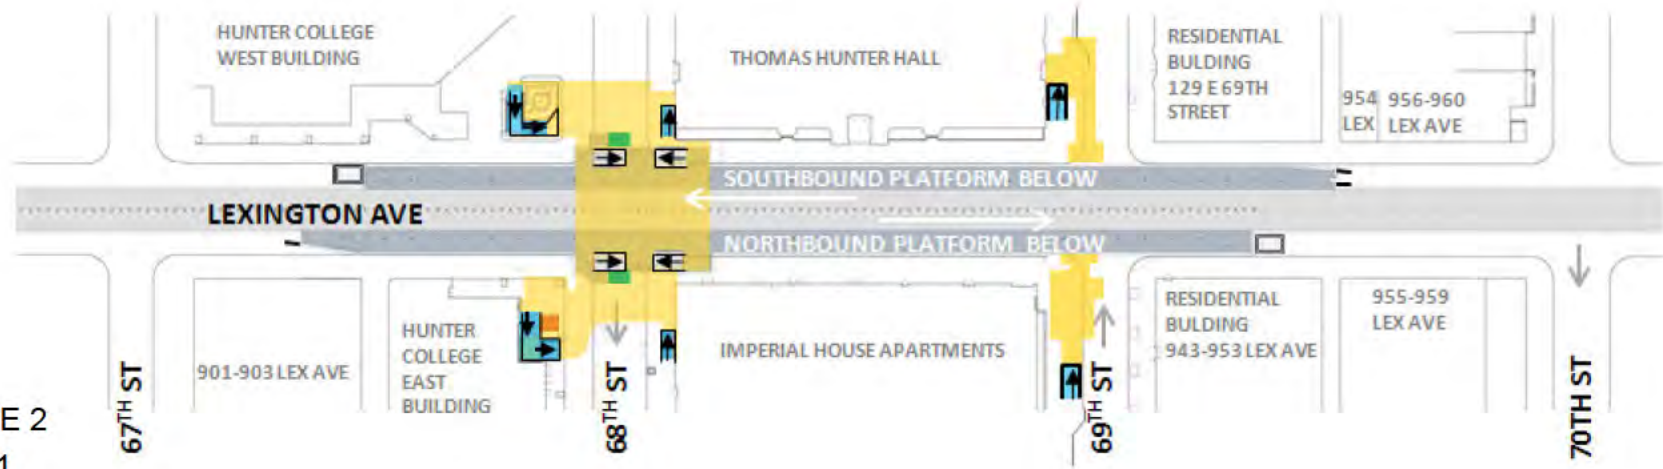 HUNTER COLLEGE
WEST BUILDING
THOMAS HUNTER HALL
RESIDENTIAL
BULDING
129 E 69TH
STREET
954
LEX
956-960
LEX AVE
SOUTHBOUND PLATFORM BELOW
LEXINGTON AVE
NORTHBOUND PLATFORM BELOW
901-903 LEX AVE
HUNTER
COLLEGE
EAST
BUILDING
IMPERIAL HOUSE APARTMENTS
RESIDENTIAL
BULDING
943-953 LEX AVE
955-959
LEX AVE
67TH ST
68TH ST
69TH ST
70TH ST
E 2